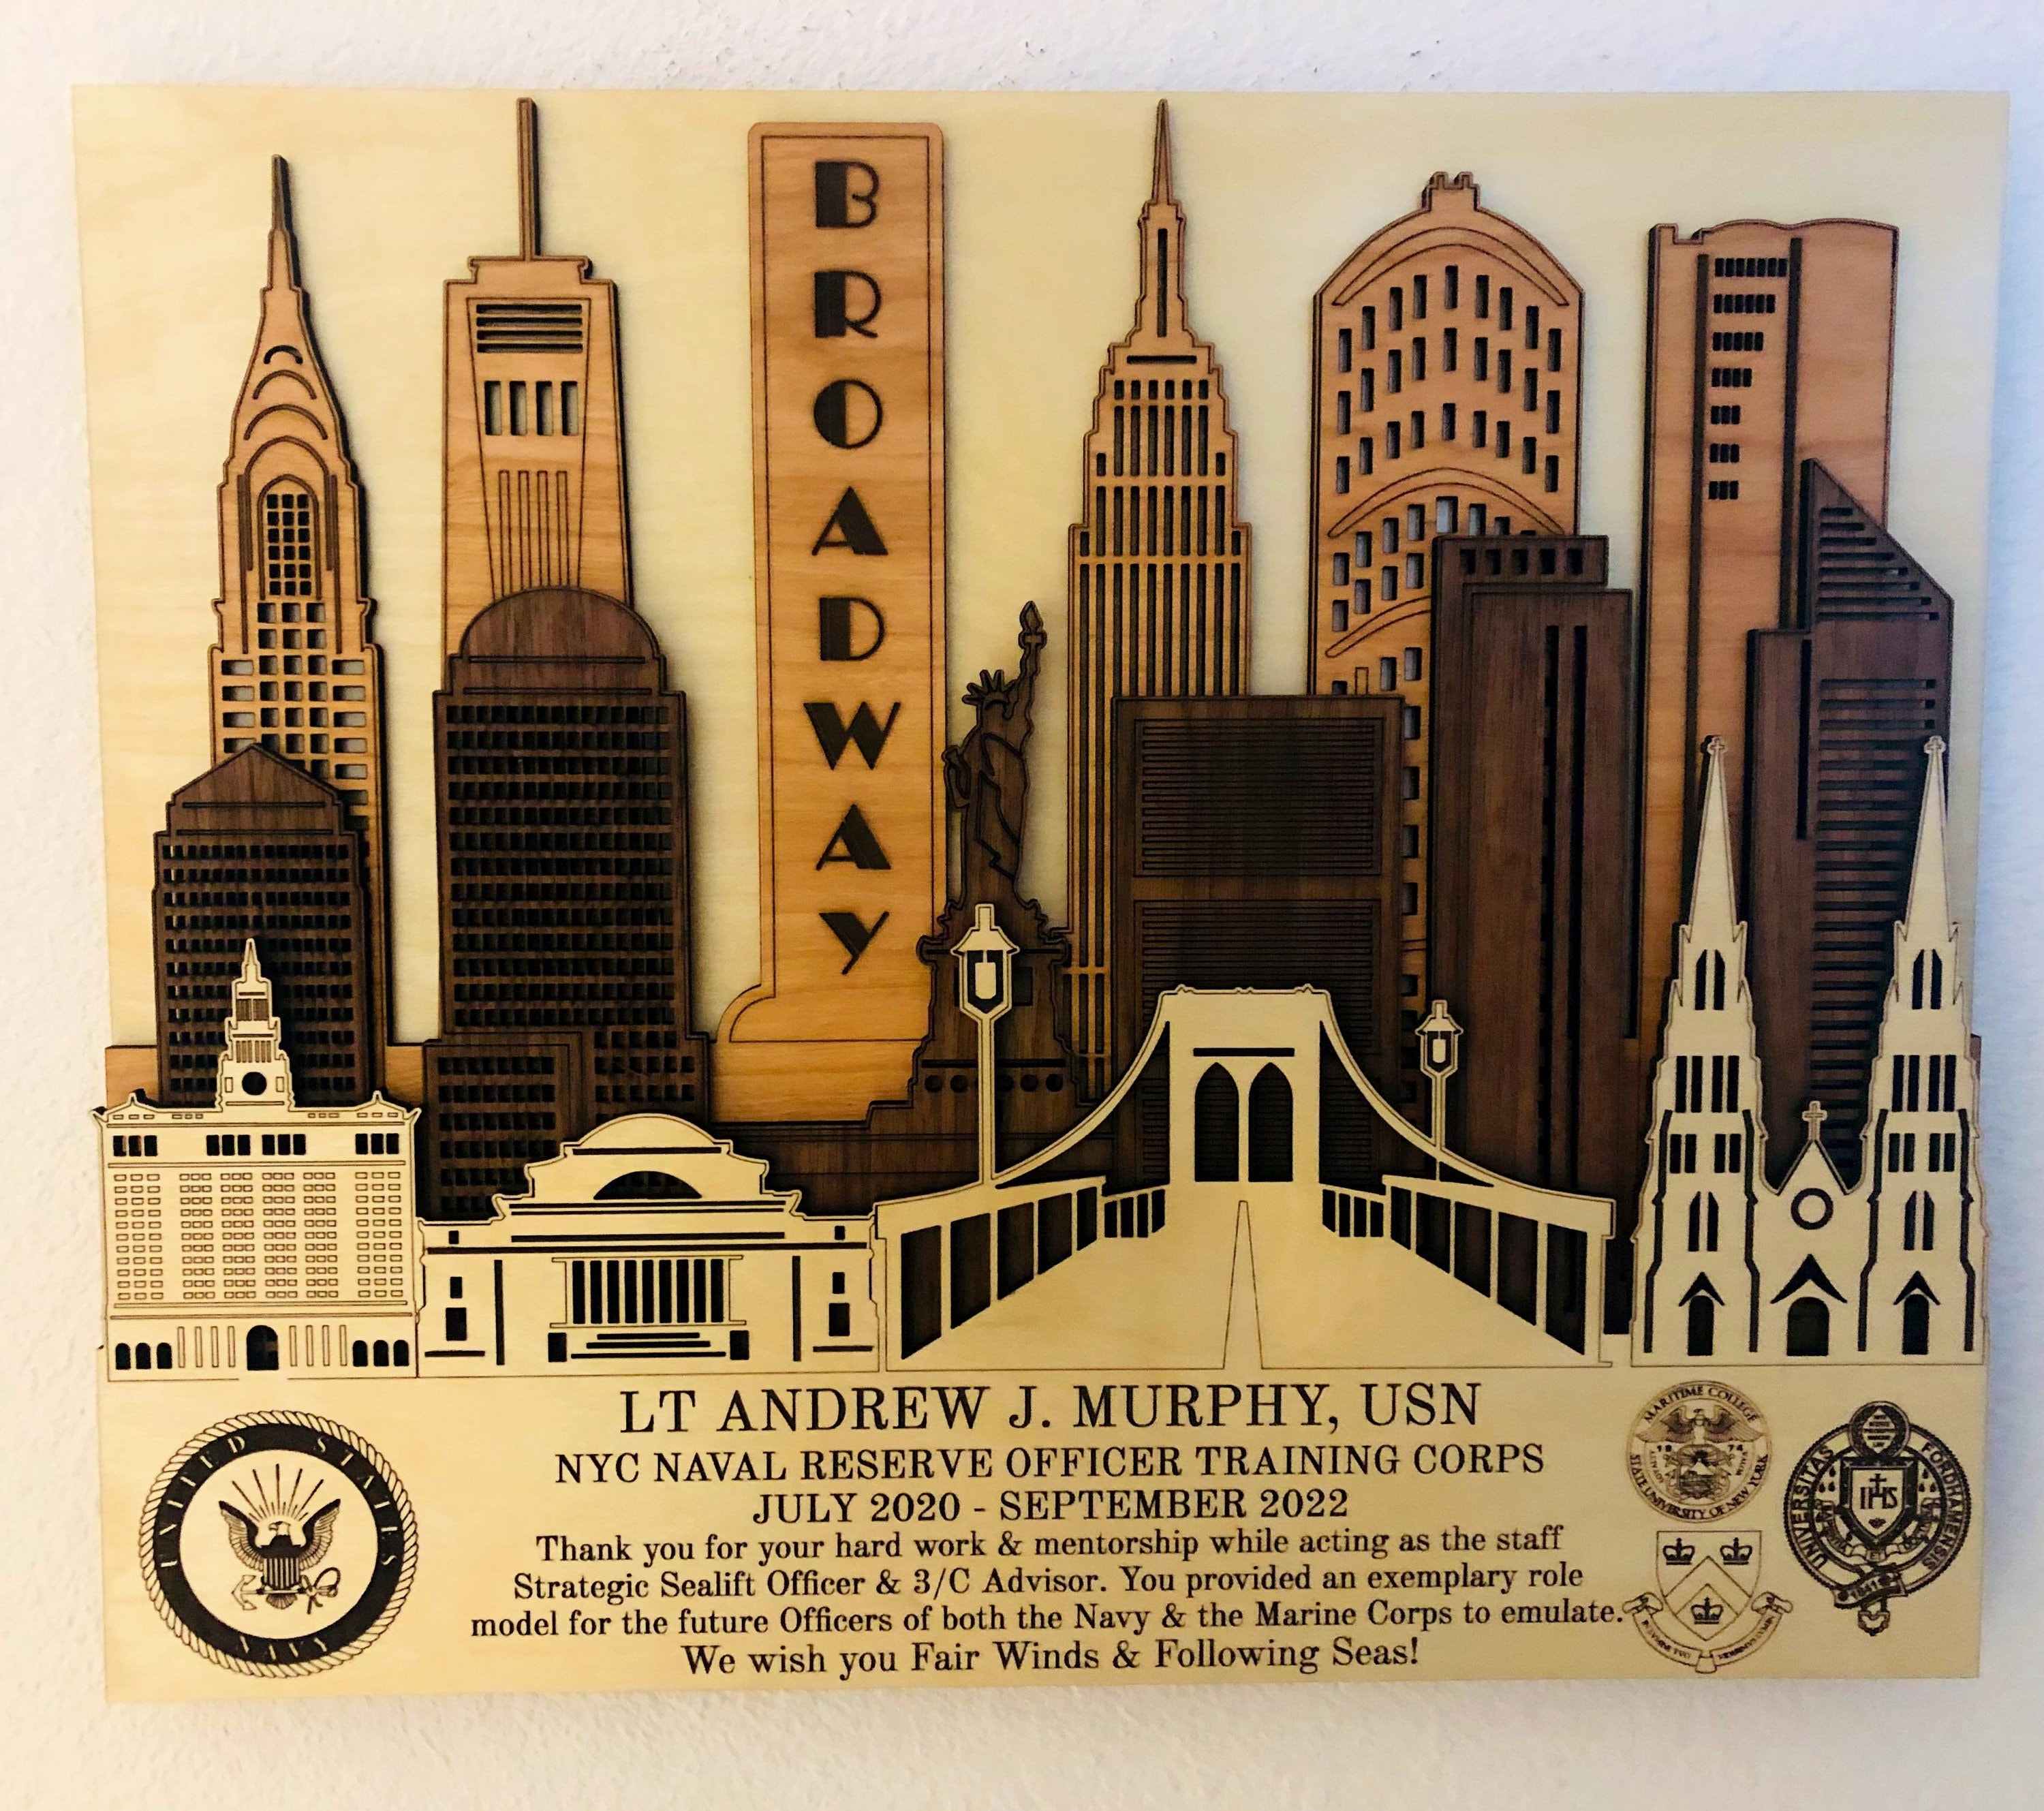 BROADWAY
LT ANDREW J. MURPHY, USN
NYC NAVAL RESERVE OFFICER TRAINING CORPS
JULY 2020 - SEPTEMBER 2022
Thank you for your hard work & mentorship while acting as the staff
Strategic Sealift Officer & 3/C Advisor. You provided an exemplary role
model for the future Officers of both the Navy & the Marine Corps to emulate.
We wish you Fair Winds & Following Seas!
UNITED STATES
NAVY
MARITIME COLLEGE
1874
STATE UNIVERSITY OF NEW YORK
UNIVERSITAS FORDHAMENSIS
IHS
1841